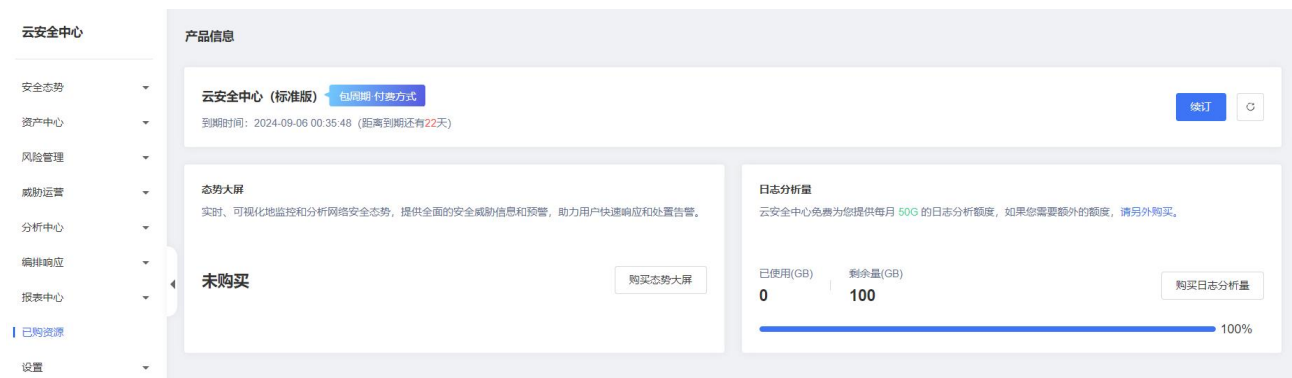 云安全中心
安全态势
资产中心
风险管理
威胁运营
分析中心
编排响应
报表中心
已购资源
设置
产品信息
云安全中心（标准版） 包周期·付费方式
到期时间：2024-09-06 00:35:48（距离到期还有22天）
续订
态势大屏
实时、可视化地监控和分析网络安全态势，提供全面的安全威胁信息和预警，助力用户快速响应和处置告警。
未购买
购买态势大屏
日志分析量
云安全中心免费为您提供每月 50G 的日志分析额度，如果您需要额外的额度，请另外购买。
已使用(GB) 剩余量(GB)
0 100
购买日志分析量
100%